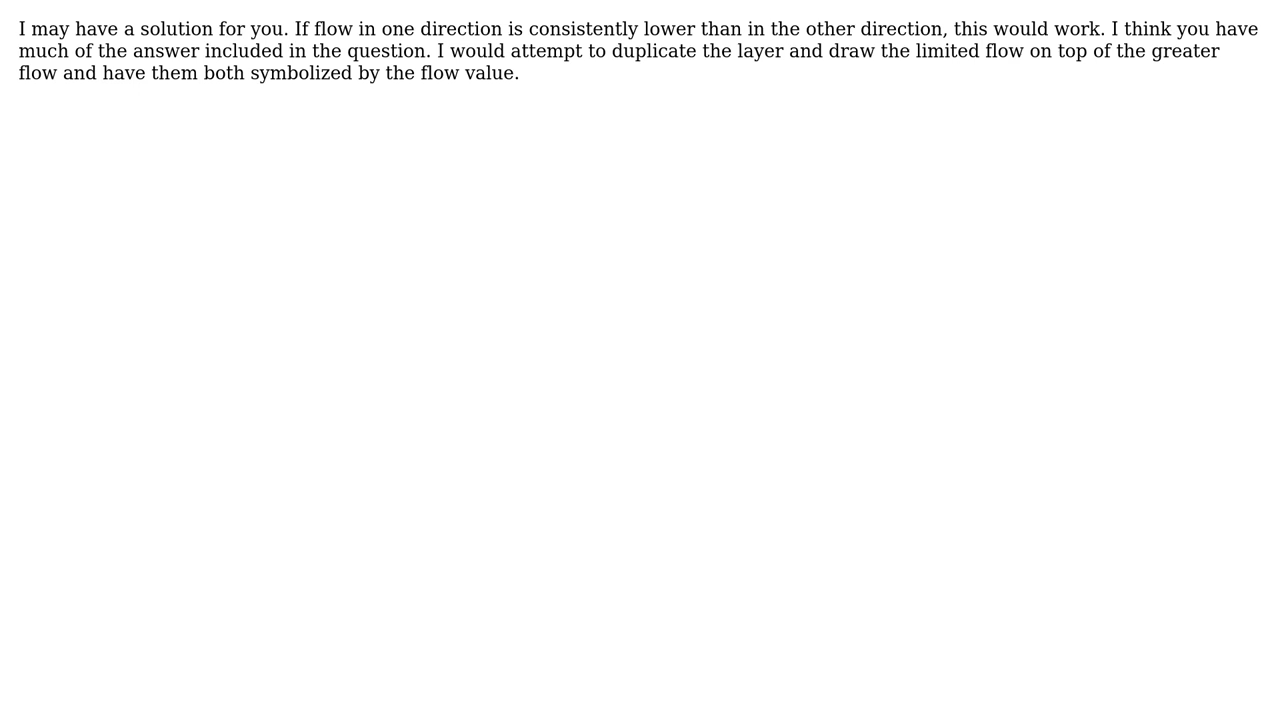 I may have a solution for you. If flow in one direction is consistently lower than in the other direction, this would work. I think you have
much of the answer included in the question. I would attempt to duplicate the layer and draw the limited flow on top of the greater
flow and have them both symbolized by the flow value.